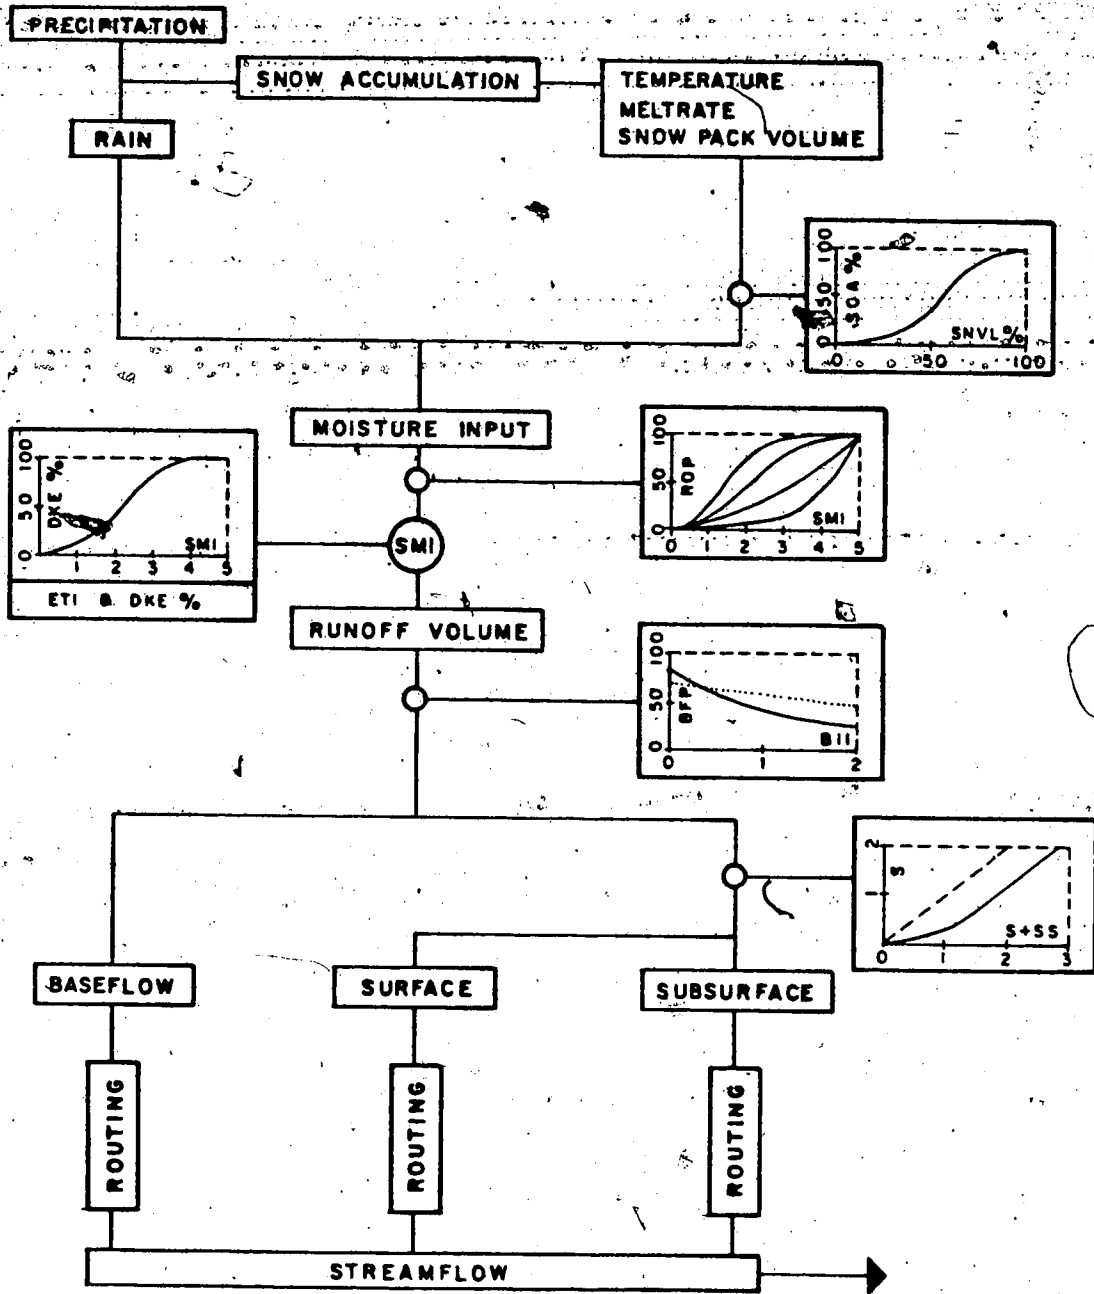 PRECIPITATION
SNOW ACCUMULATION
TEMPERATURE
MELTRATE
SNOW PACK VOLUME
RAIN
100
50
0
SCA %
SNVL %
0 50 100
MOISTURE INPUT
100
50
0
DKE %
SMI
1 2 3 4 5
ETI @ DKE %
SMI
100
50
0
ROP
SMI
0 1 2 3 4 5
RUNOFF VOLUME
100
50
0
BFP
BII
0 1 2
2
1
0
S
S+SS
1 2 3
BASEFLOW
SURFACE
SUBSURFACE
ROUTING
ROUTING
ROUTING
STREAMFLOW